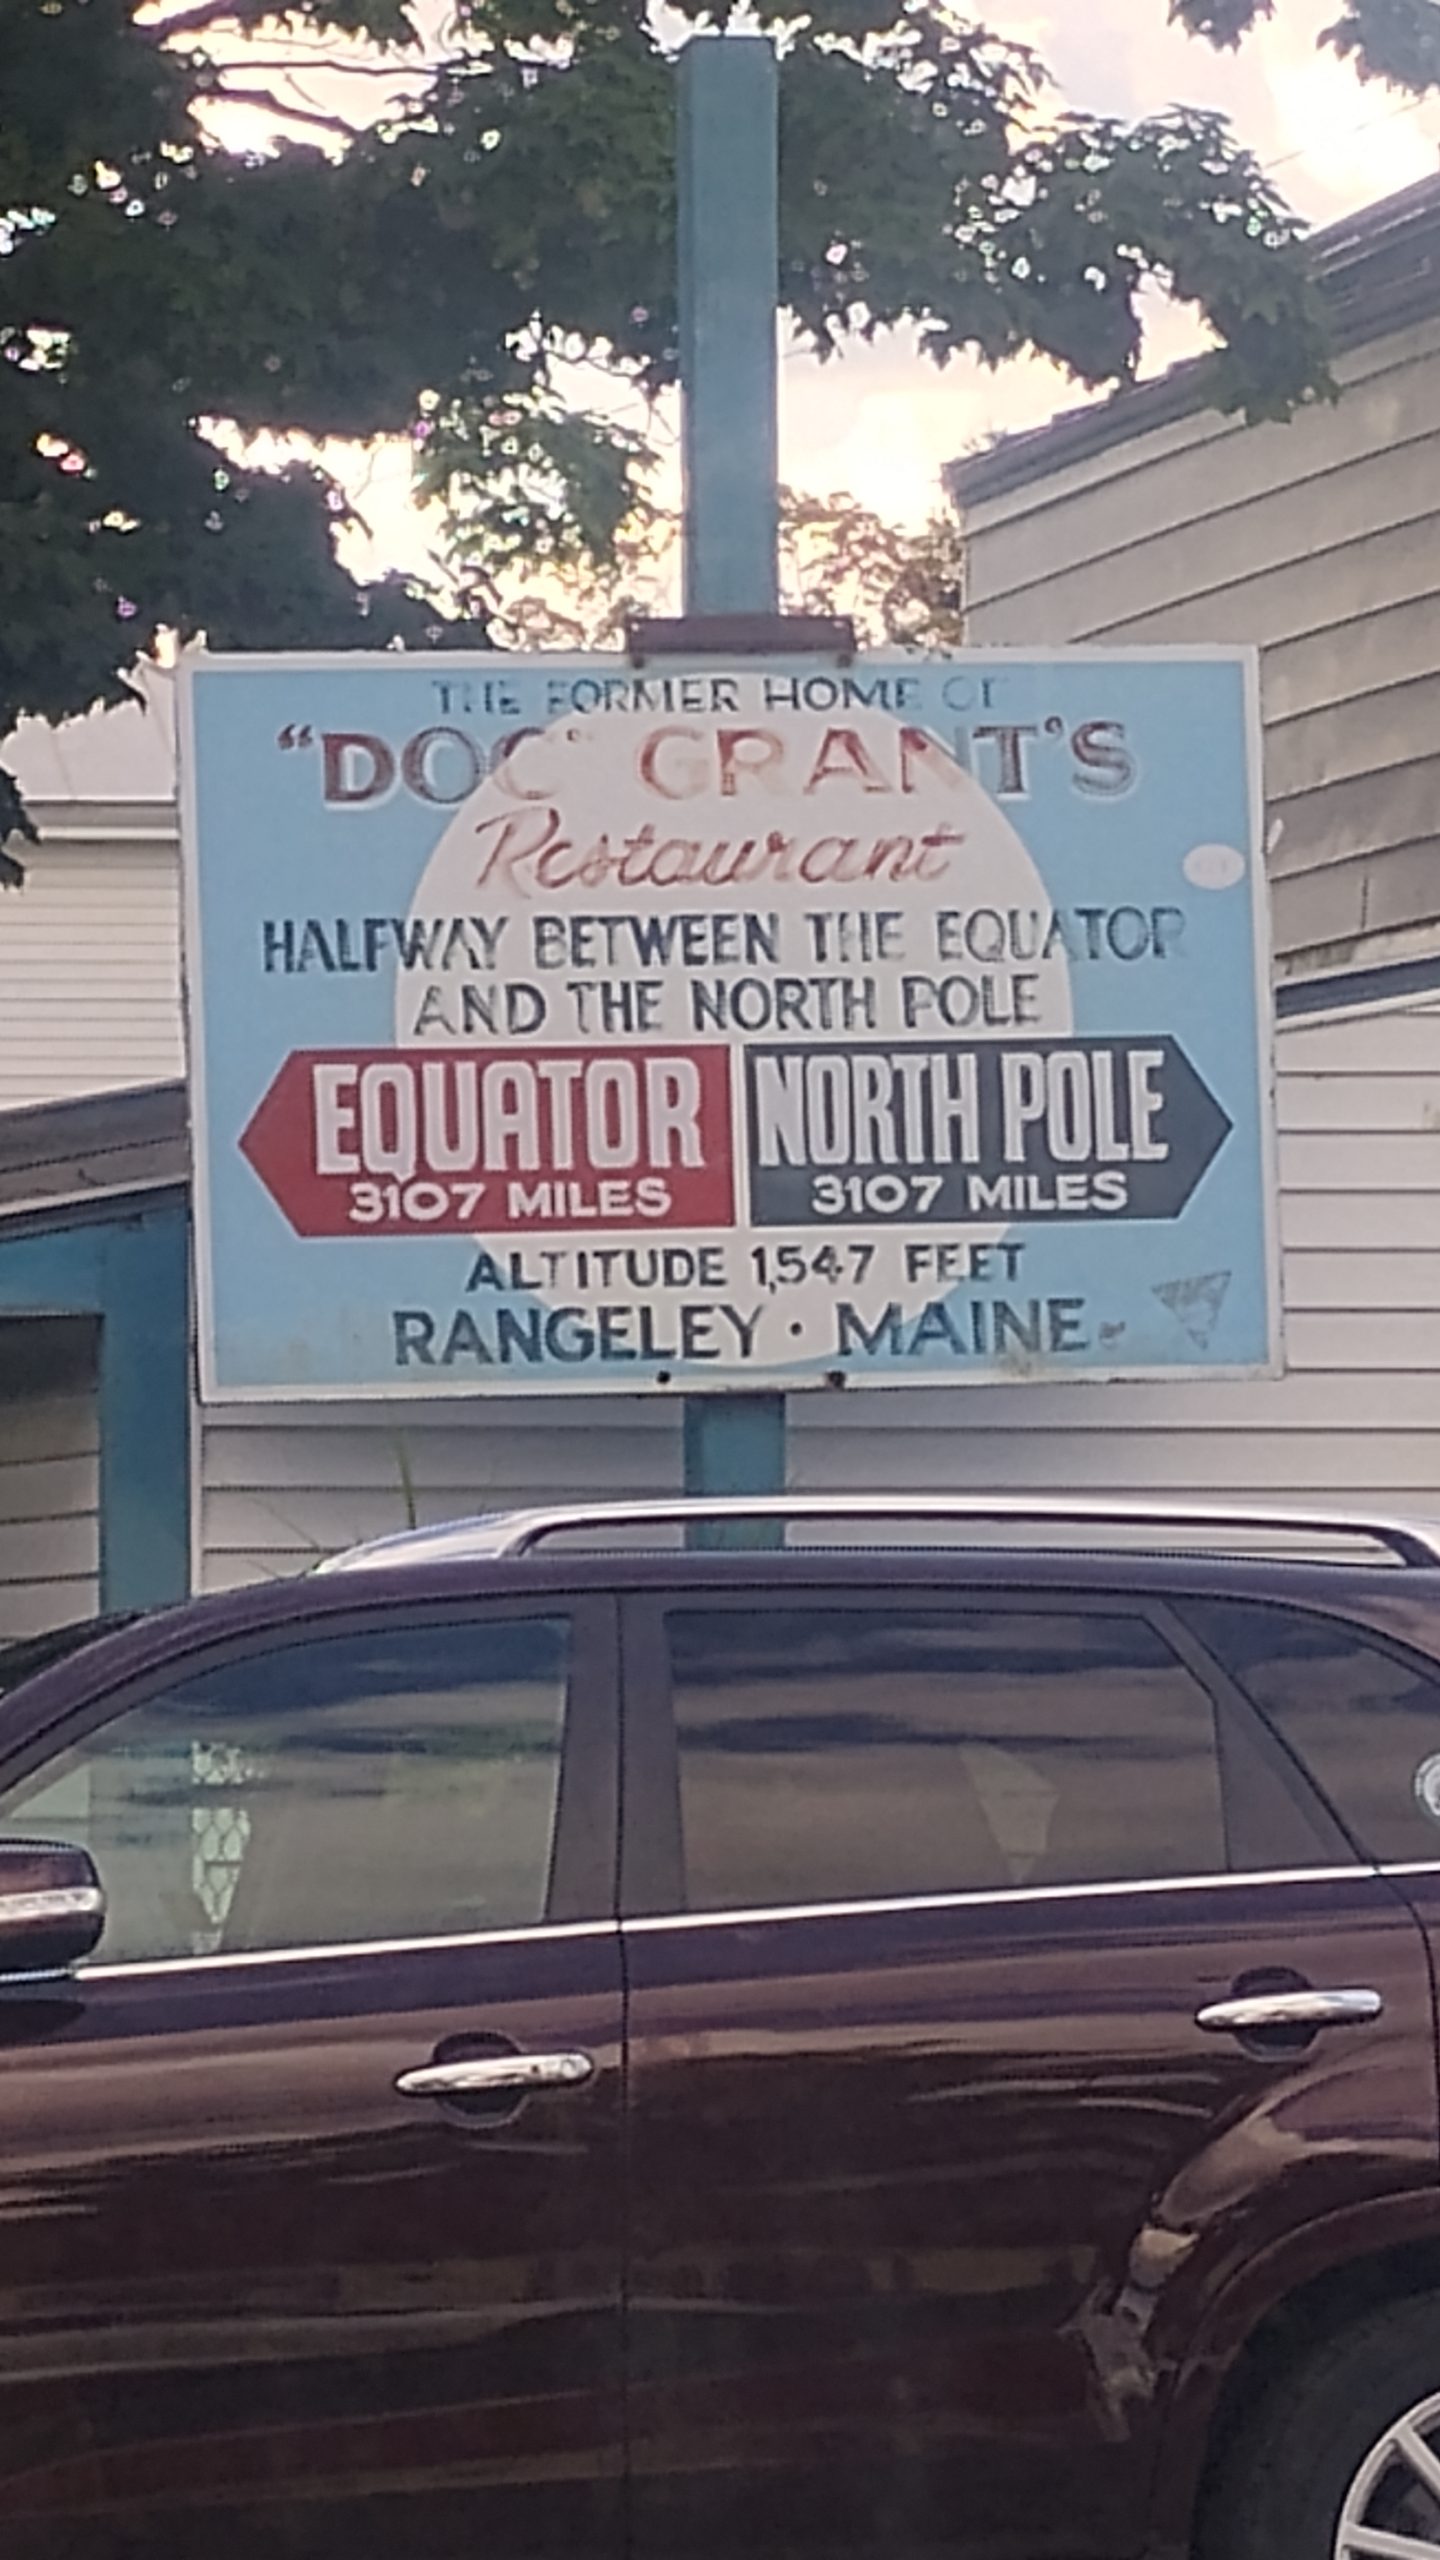 THE FORMER HOME OF
"DOC" GRANT'S
Restaurant
HALFWAY BETWEEN THE EQUATOR
AND THE NORTH POLE
EQUATOR
3107 MILES
NORTH POLE
3107 MILES
ALTITUDE 1,547 FEET
RANGELEY · MAINE